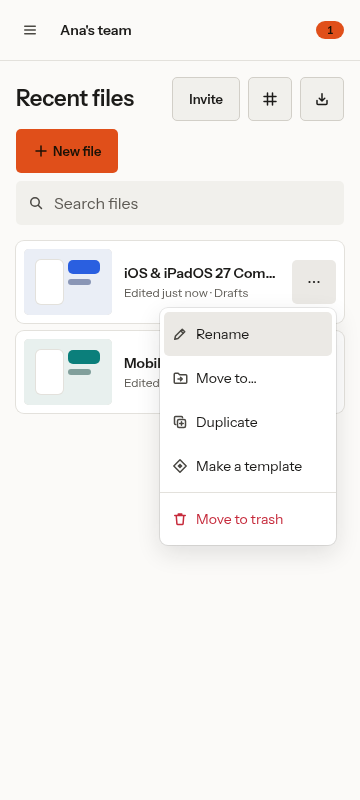 Ana's team
1
Recent files
Invite
New file
Search files
iOS & iPadOS 27 Com...
Edited just now · Drafts
Rename
Mobil
Edited
Move to...
Duplicate
Make a template
Move to trash